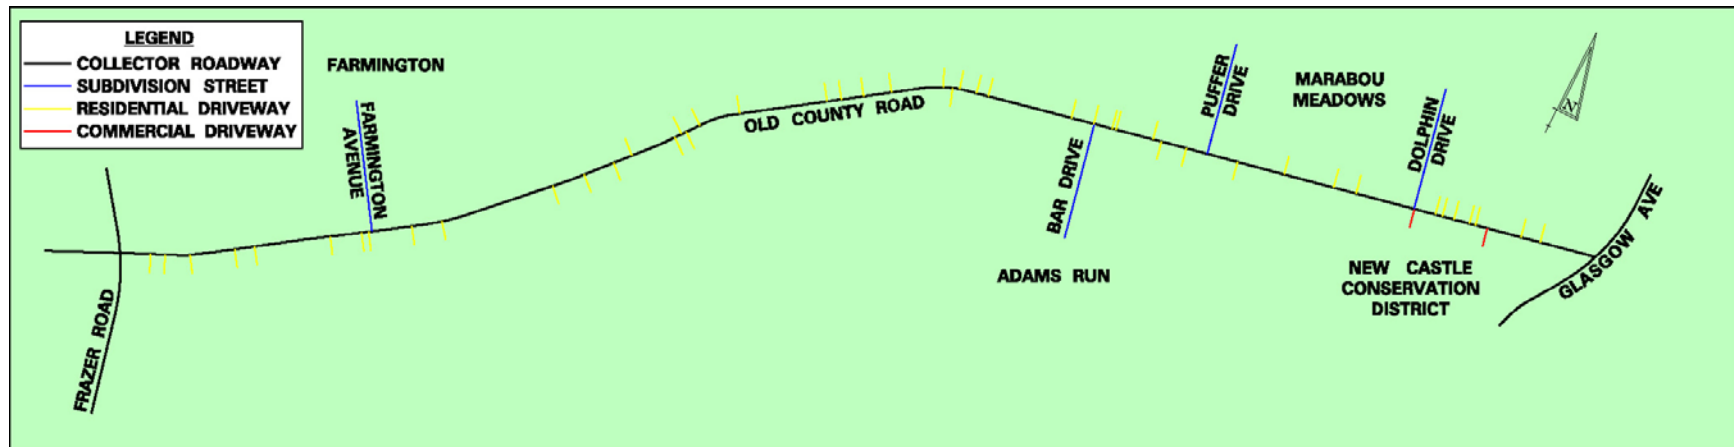 LEGEND
COLLECTOR ROADWAY
SUBDIVISION STREET
RESIDENTIAL DRIVEWAY
COMMERCIAL DRIVEWAY
FARMINGTON
FARMINGTON
AVENUE
FRAZER ROAD
OLD COUNTY ROAD
BAR DRIVE
ADAMS RUN
PUFFER
DRIVE
MARABOU
MEADOWS
DOLPHIN
DRIVE
NEW CASTLE
CONSERVATION
DISTRICT
GLASGOW AVE
N